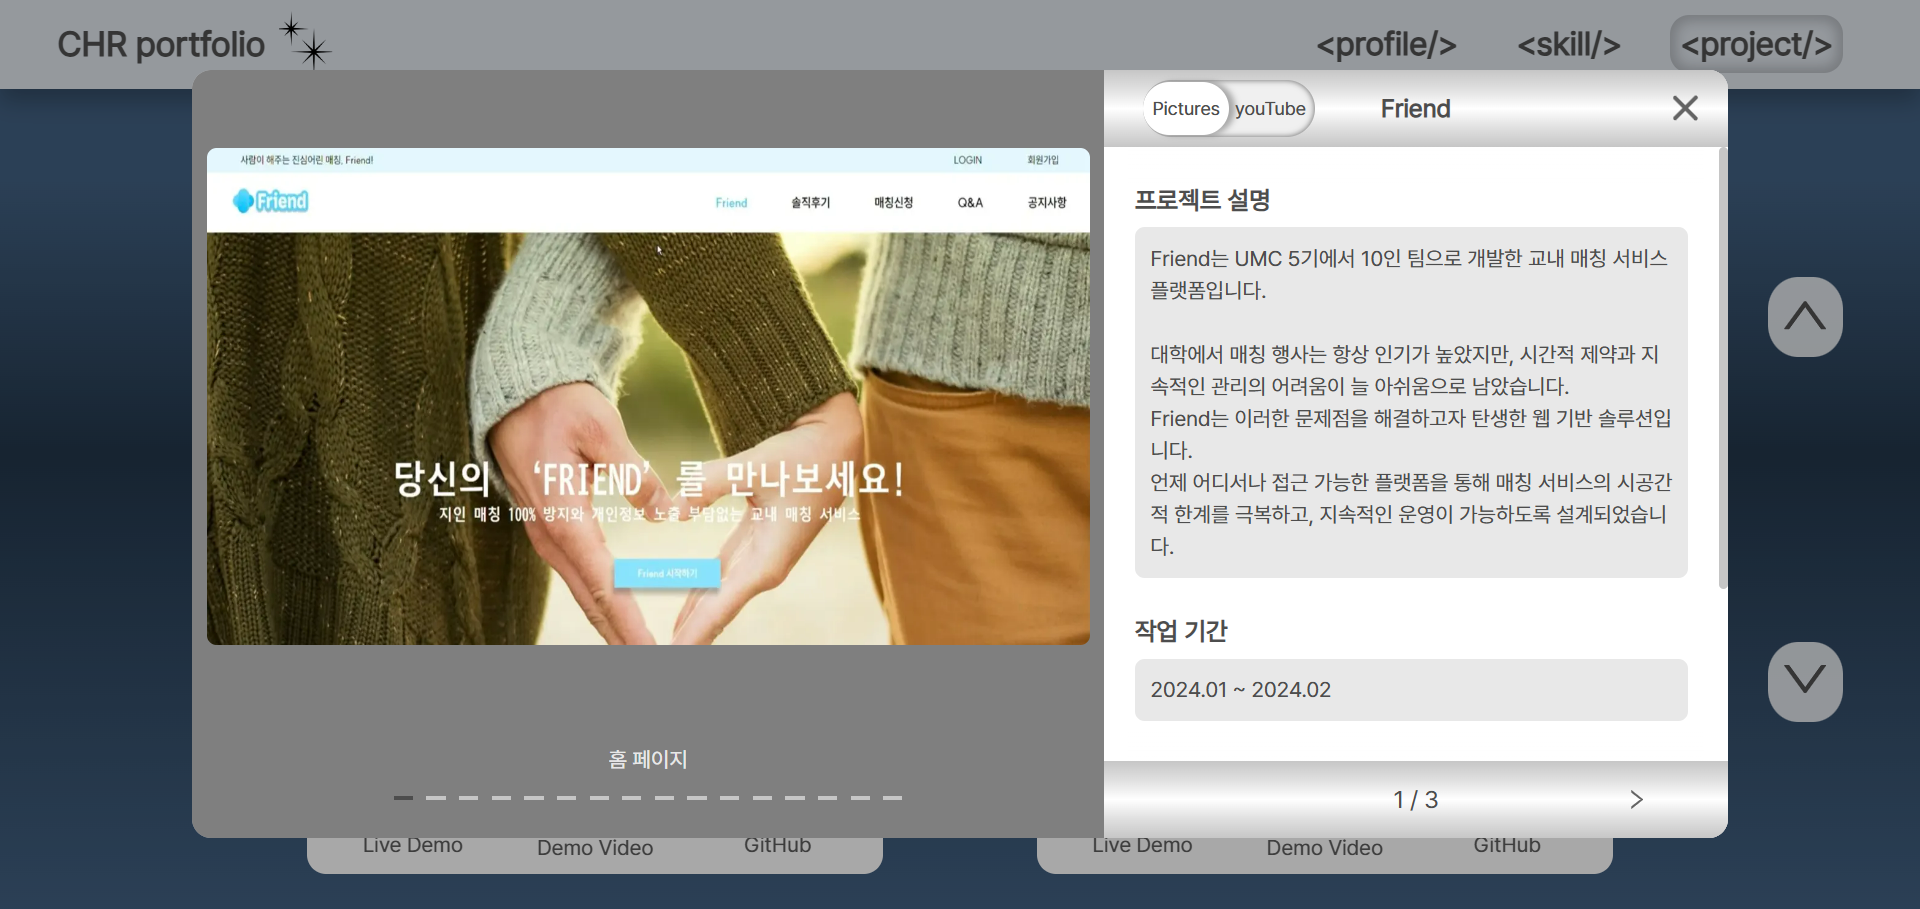 CHR portfolio
<profile/>
<skill/>
<project/>
사람이 해주는 진심어린 매칭, Friend!
LOGIN
회원가입
Friend
Friend
솔직후기
매칭신청
Q&A
공지사항
당신의 ‘FRIEND’ 를 만나보세요!
지인 매칭 100% 방지와 개인정보 노출 부담없는 교내 매칭 서비스
Friend 시작하기
홈 페이지
Pictures
youTube
Friend
프로젝트 설명
Friend는 UMC 5기에서 10인 팀으로 개발한 교내 매칭 서비스
플랫폼입니다.
대학에서 매칭 행사는 항상 인기가 높았지만, 시간적 제약과 지
속적인 관리의 어려움이 늘 아쉬움으로 남았습니다.
Friend는 이러한 문제점을 해결하고자 탄생한 웹 기반 솔루션입
니다.
언제 어디서나 접근 가능한 플랫폼을 통해 매칭 서비스의 시공간
적 한계를 극복하고, 지속적인 운영이 가능하도록 설계되었습니
다.
작업 기간
2024.01 ~ 2024.02
1 / 3
Live Demo
Demo Video
GitHub
Live Demo
Demo Video
GitHub